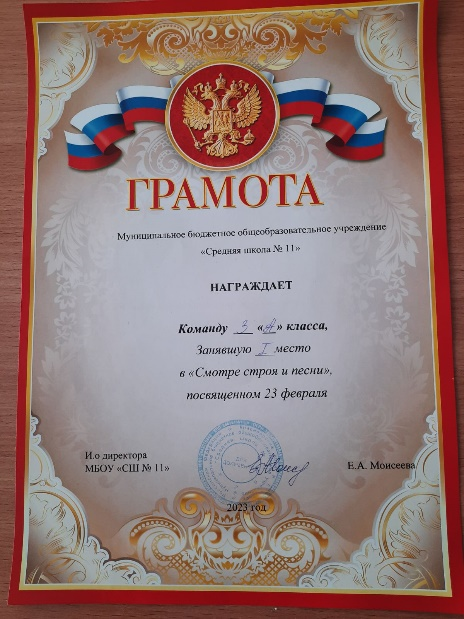 ГРАМОТА
Муниципальное бюджетное общеобразовательное учреждение
«Средняя школа № 11»
НАГРАЖДАЕТ
Команду 3 «А» класса,
Занявшую I место
в «Смотре строя и песни»,
посвященном 23 февраля
И.о директора
МБОУ «СШ № 11»
Е.А. Моисеева
2023 год